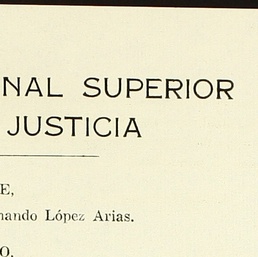 NAL SUPERIOR
JUSTICIA
E,
nando López Arias.
O.